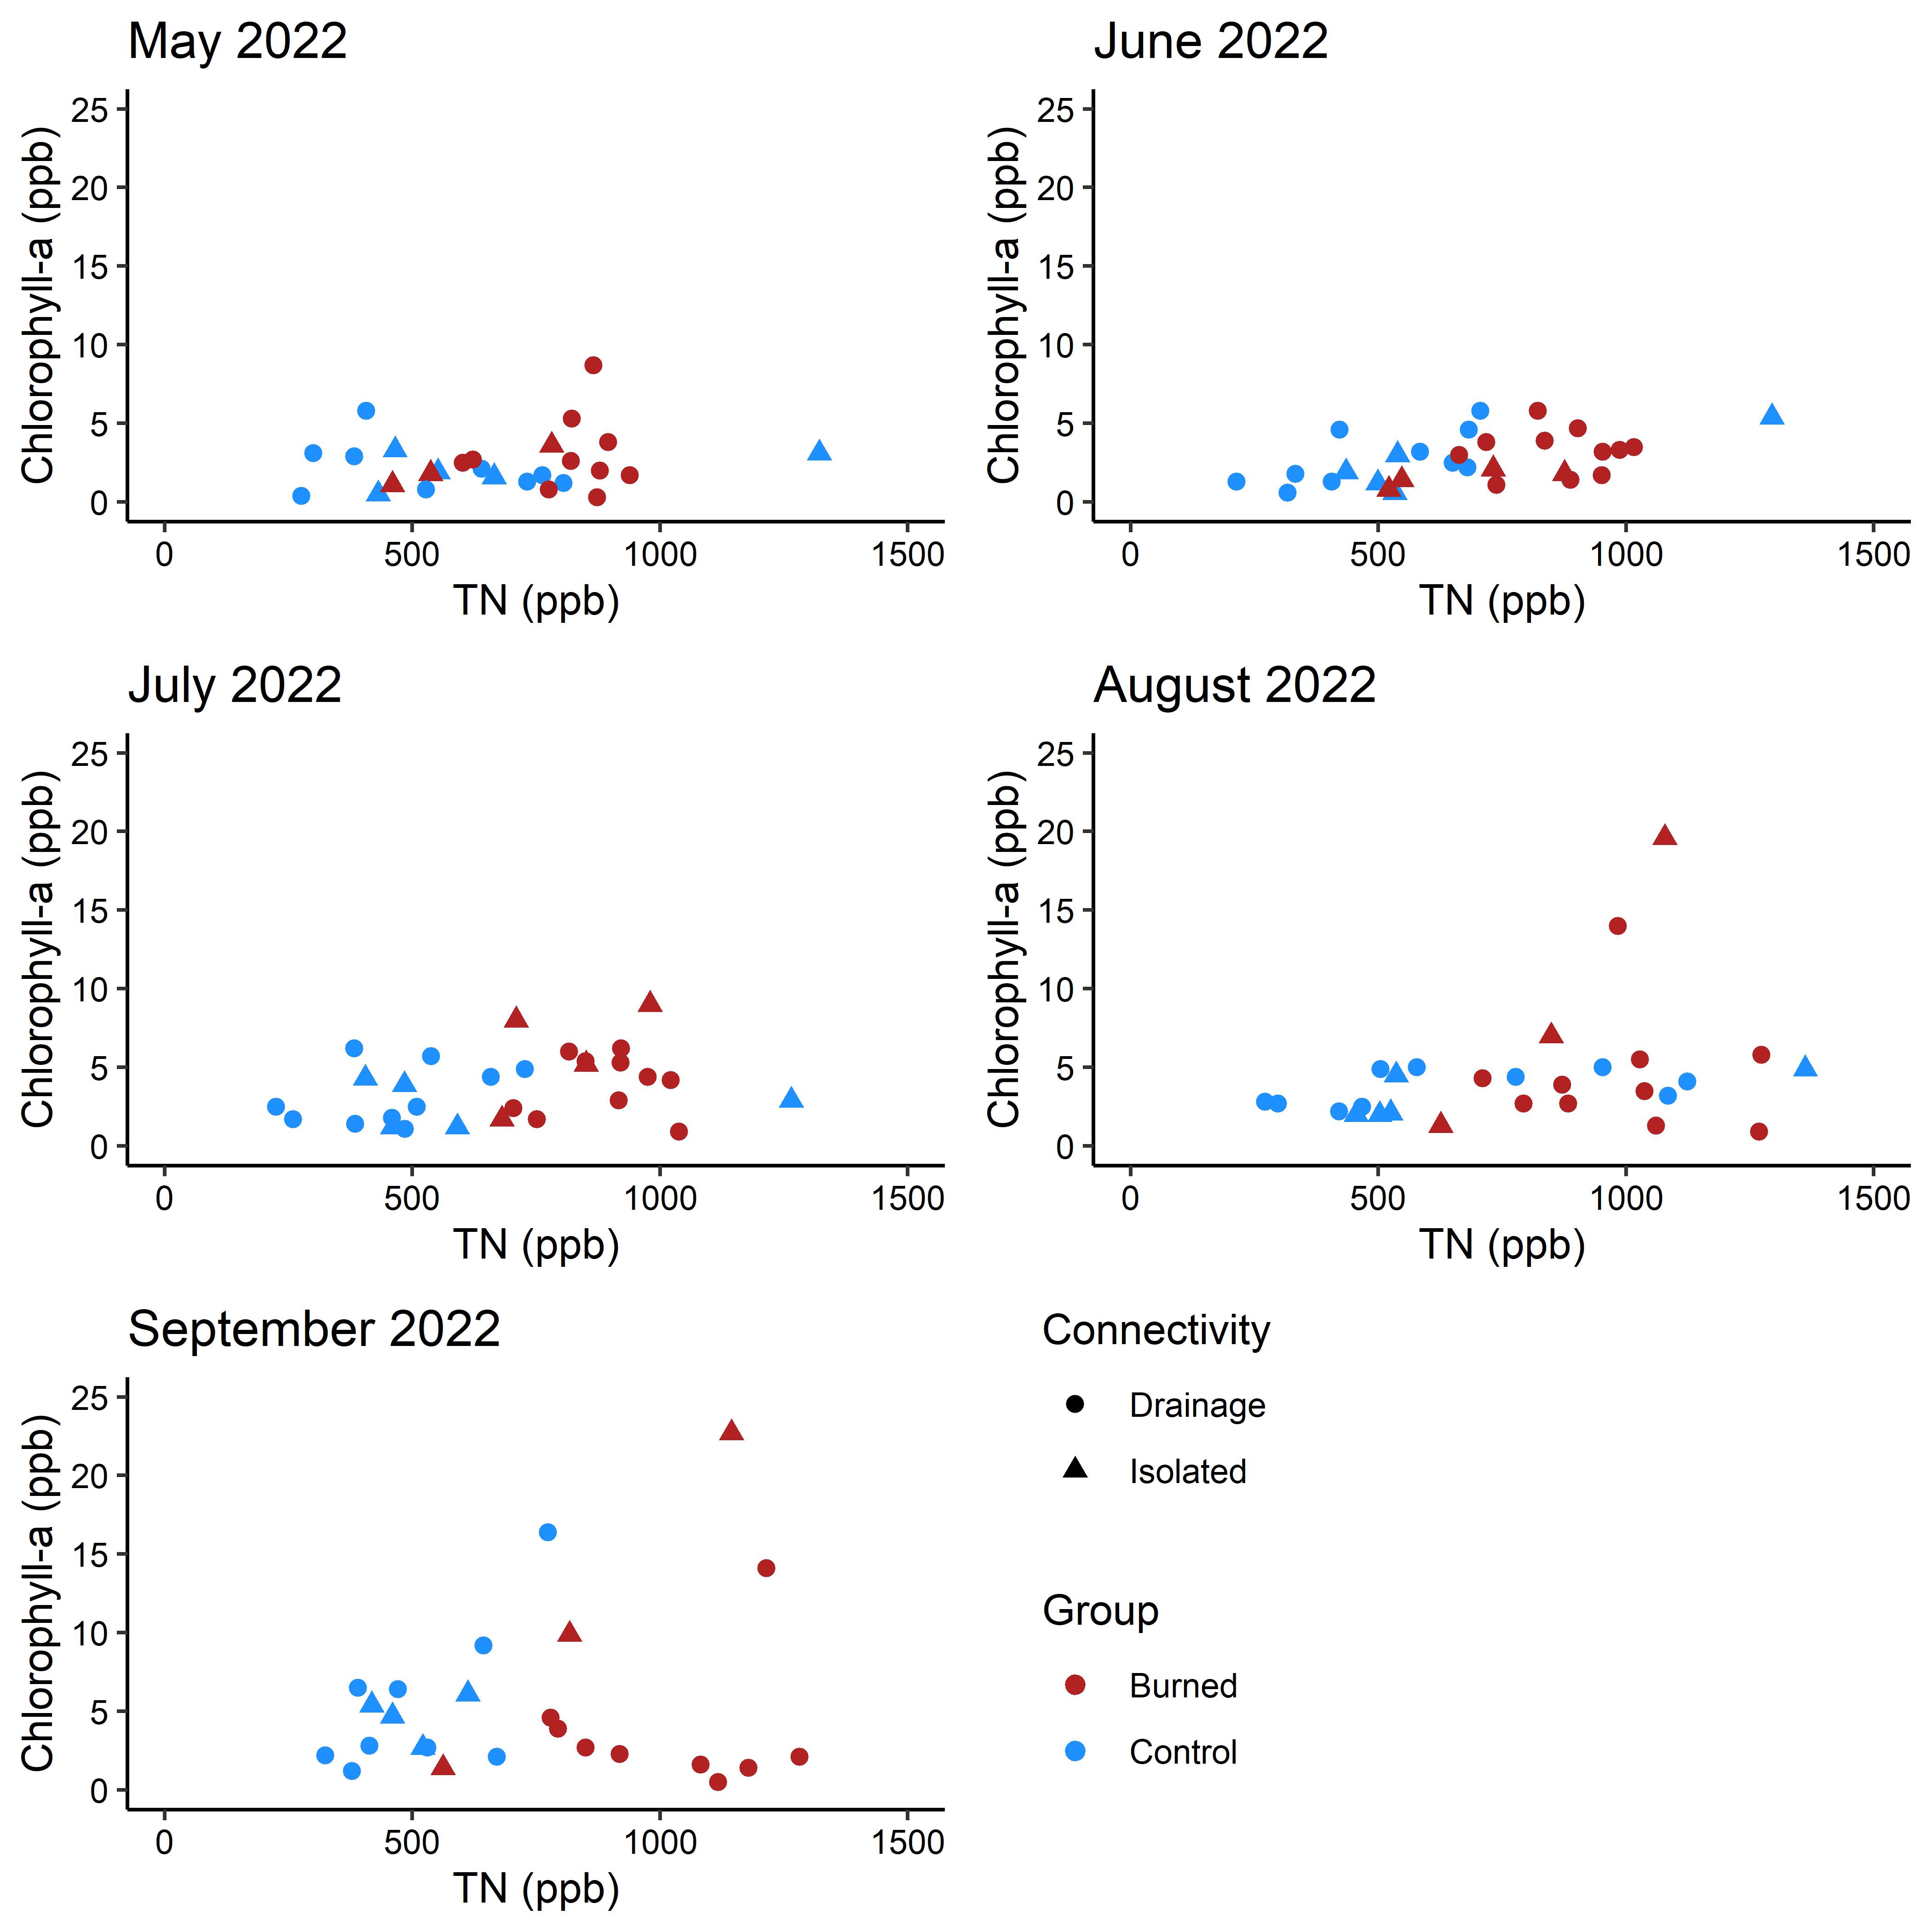 May 2022
25
20
15
10
5
0
Chlorophyll-a (ppb)
0 500 1000 1500
TN (ppb)
June 2022
25
20
15
10
5
0
Chlorophyll-a (ppb)
0 500 1000 1500
TN (ppb)
July 2022
25
20
15
10
5
0
Chlorophyll-a (ppb)
0 500 1000 1500
TN (ppb)
August 2022
25
20
15
10
5
0
Chlorophyll-a (ppb)
0 500 1000 1500
TN (ppb)
September 2022
25
20
15
10
5
0
Chlorophyll-a (ppb)
0 500 1000 1500
TN (ppb)
Connectivity
Drainage
Isolated
Group
Burned
Control